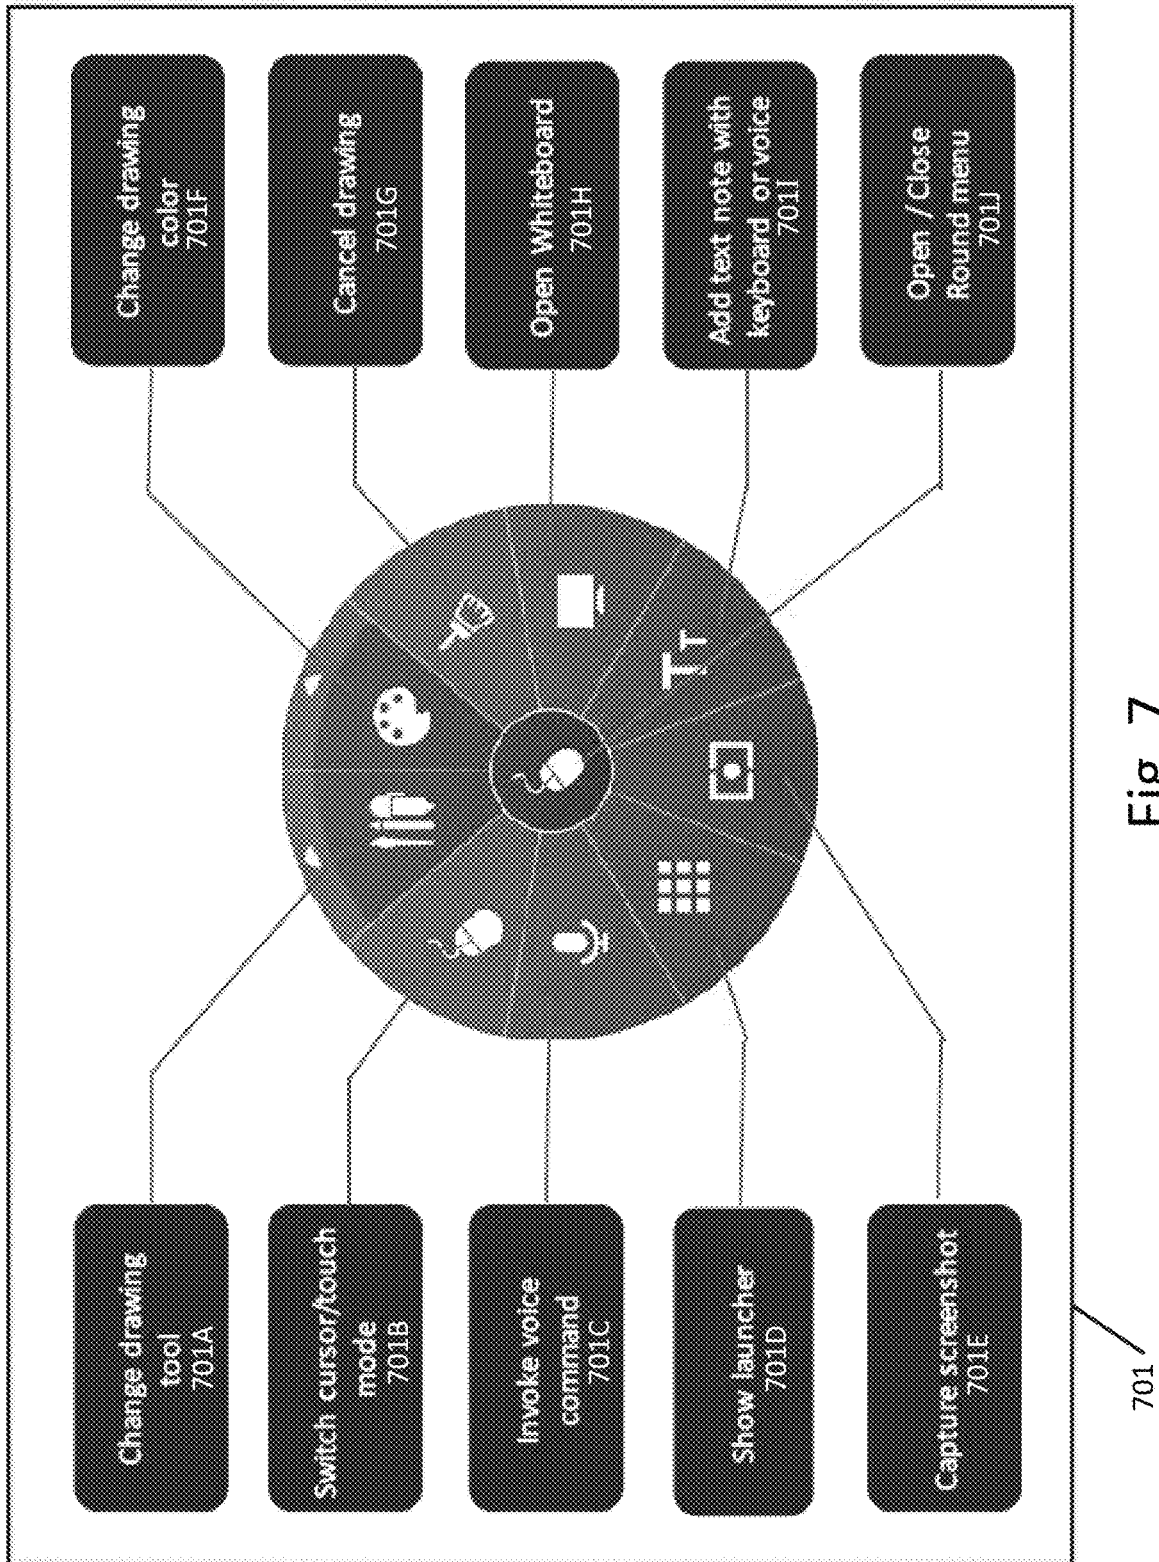 Change drawing
tool
701A
Switch cursor/touch
mode
701B
Invoke voice
command
701C
Show launcher
701D
Capture screenshot
701E
Change drawing
color
701F
Cancel drawing
701G
Open Whiteboard
701H
Add text note with
keyboard or voice
701I
Open / Close
Round menu
701J
TT
701
Fig. 7